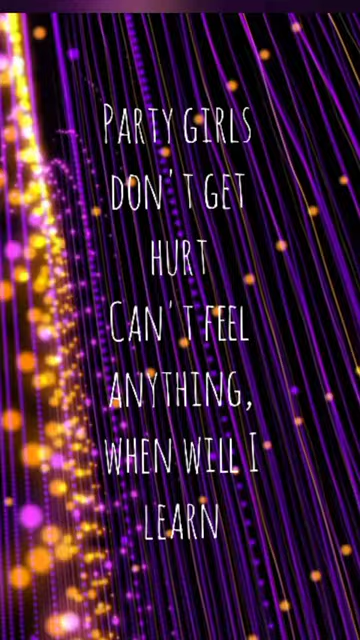 Party girls
don't get
hurt
Can't feel
anything,
when will I
learn